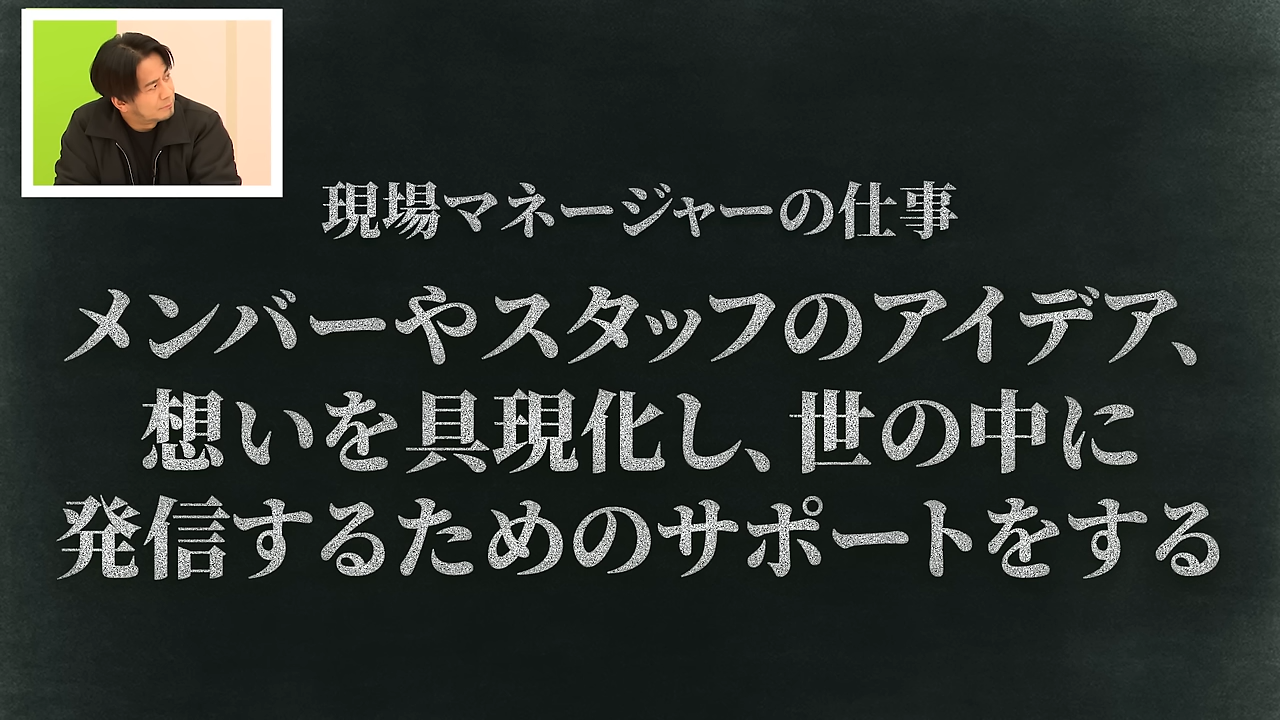 現場マネージャーの仕事
メンバーやスタッフのアイデア、
想いを具現化し、世の中に
発信するためのサポートをする